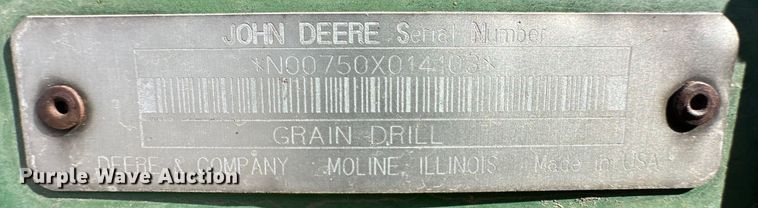 JOHN DEERE Serial Number
*N00750X014103*
GRAIN DRILL
DEERE & COMPANY MOLINE, ILLINOIS Made in USA
Purple Wave Auction